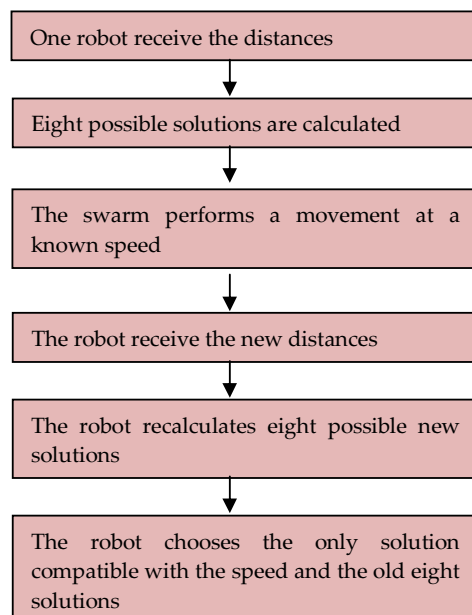 One robot receive the distances
Eight possible solutions are calculated
The swarm performs a movement at a
known speed
The robot receive the new distances
The robot recalculates eight possible new
solutions
The robot chooses the only solution
compatible with the speed and the old eight
solutions